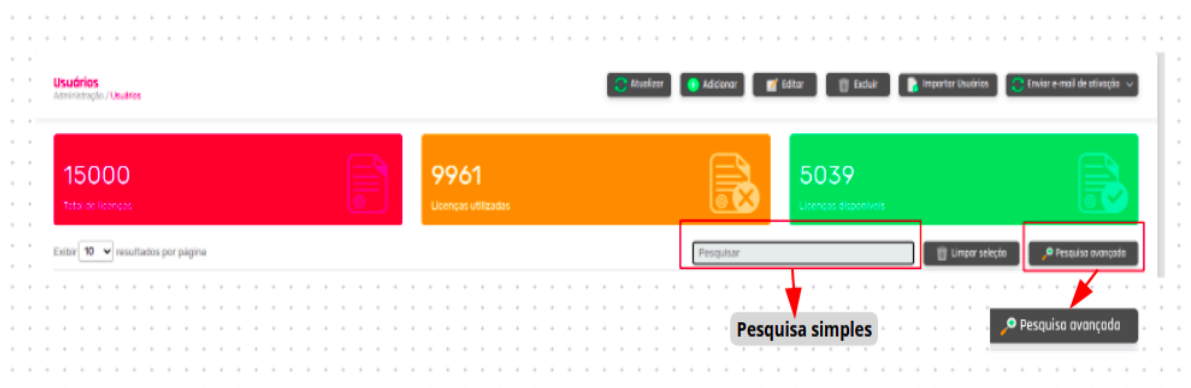 Usuários
Administração / Usuários
Atualizar
Adicionar
Editar
Excluir
Importar Usuários
Enviar e-mail de ativação
15000
Total de licenças
9961
Licenças utilizadas
5039
Licenças disponíveis
Exibir 10 resultados por página
Pesquisar
Limpar seleção
Pesquisa avançada
Pesquisa simples
Pesquisa avançada